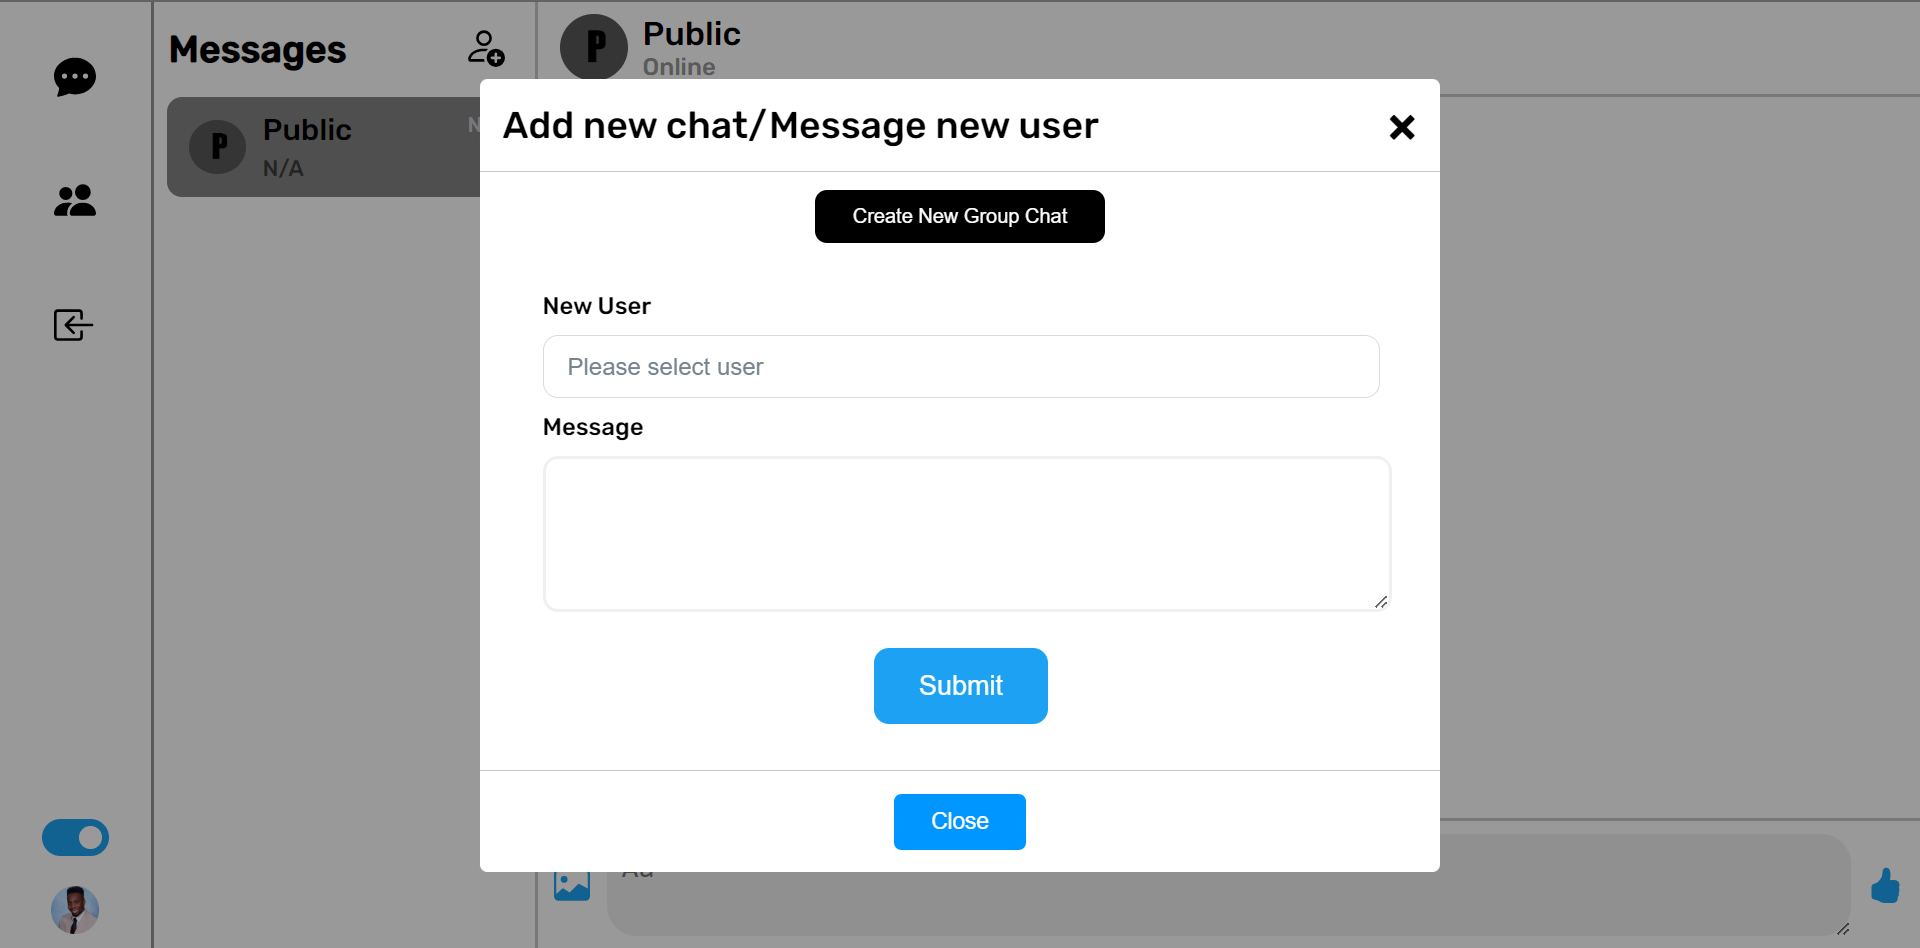 Messages
P
Public
Online
P
Public
N/A
Add new chat/Message new user
Create New Group Chat
New User
Please select user
Message
Submit
Close